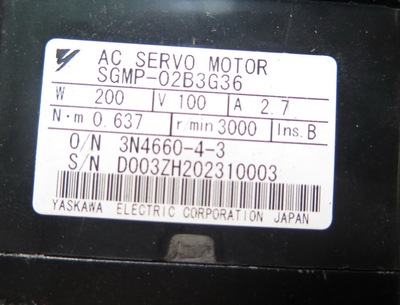 AC SERVO MOTOR
SGMP-02B3G36
W 200 V 100 A 2.7
N·m 0.637 r/min 3000 Ins. B
O/N 3N4660-4-3
S/N D003ZH202310003
YASKAWA ELECTRIC CORPORATION JAPAN